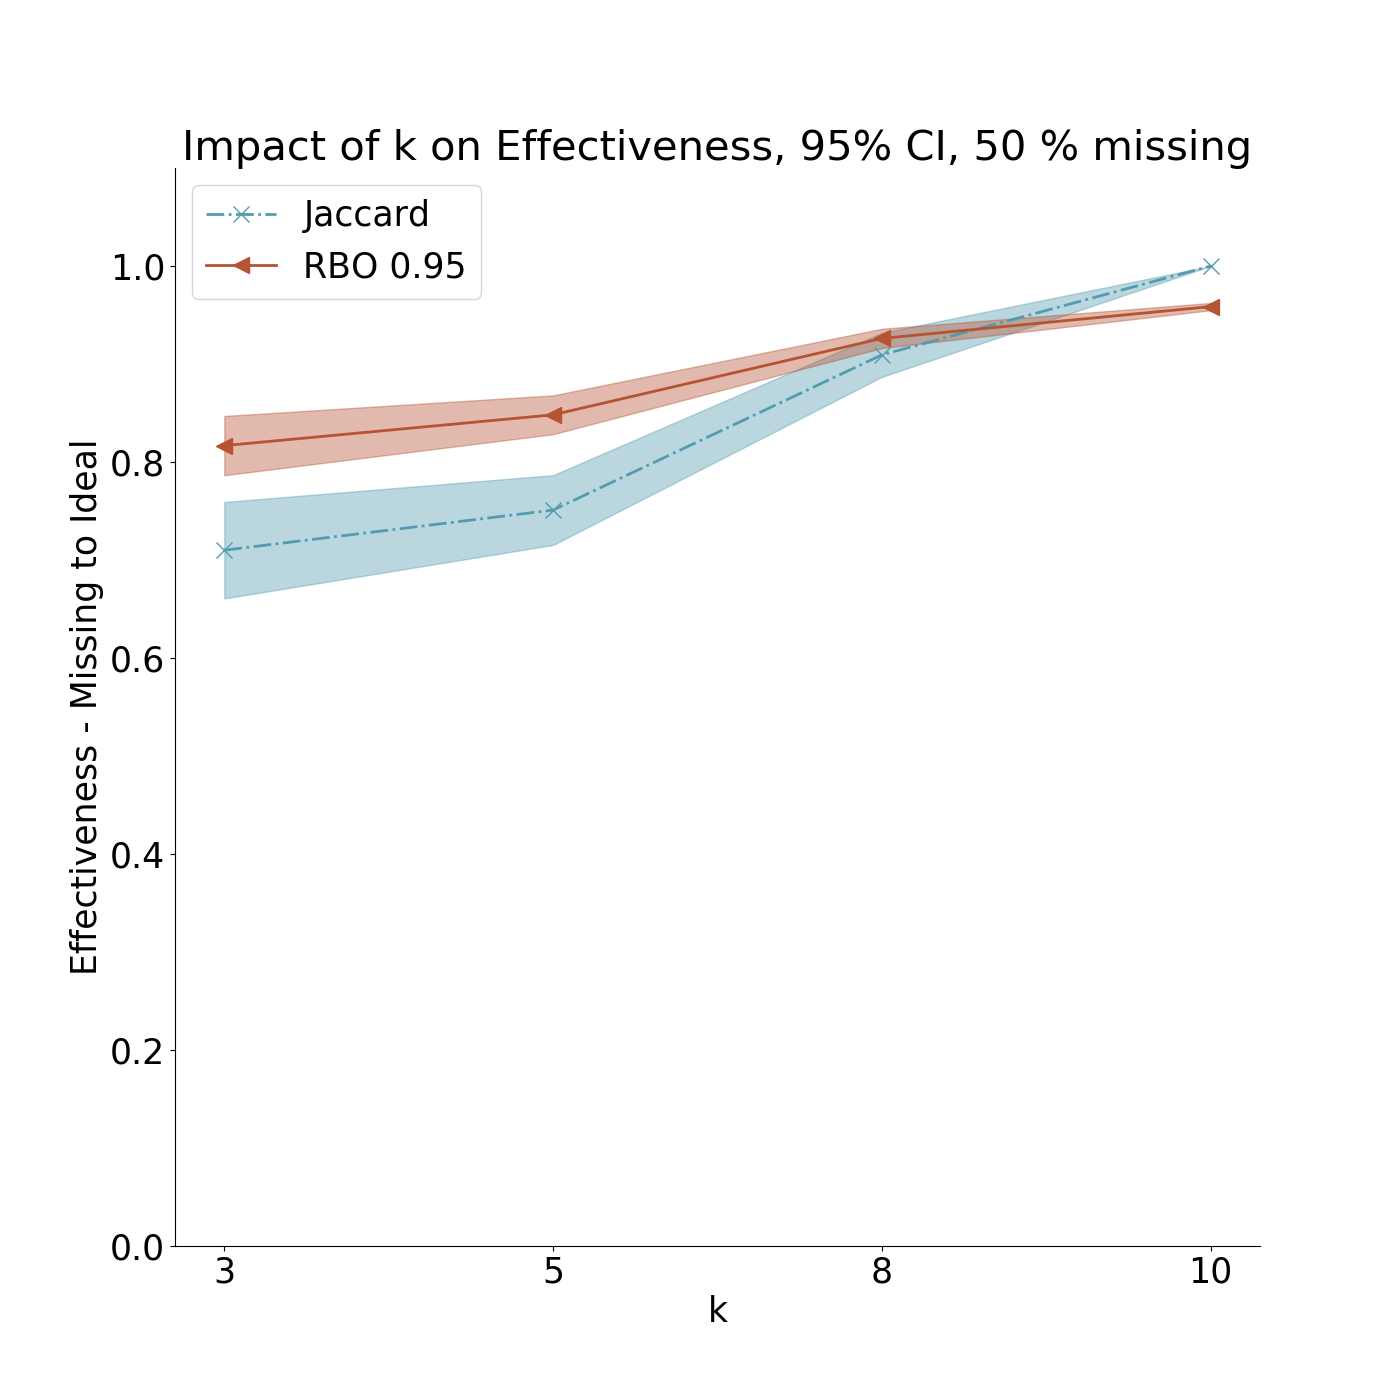 Impact of k on Effectiveness, 95% CI, 50 % missing
Jaccard
RBO 0.95
Effectiveness - Missing to Ideal
1.0
0.8
0.6
0.4
0.2
0.0
3 5 8 10
k